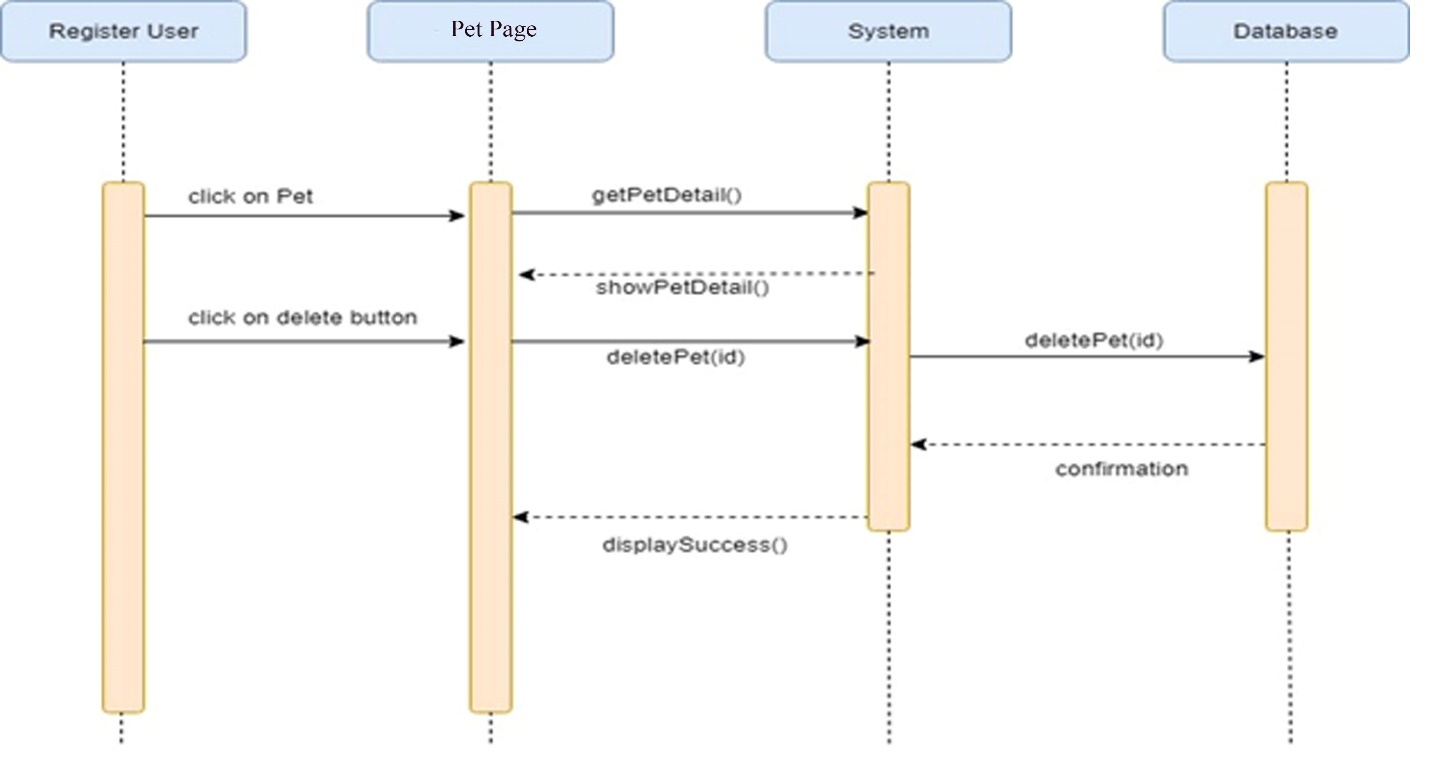 Register User
Pet Page
System
Database
click on Pet
getPetDetail()
showPetDetail()
click on delete button
deletePet(id)
deletePet(id)
confirmation
displaySuccess()